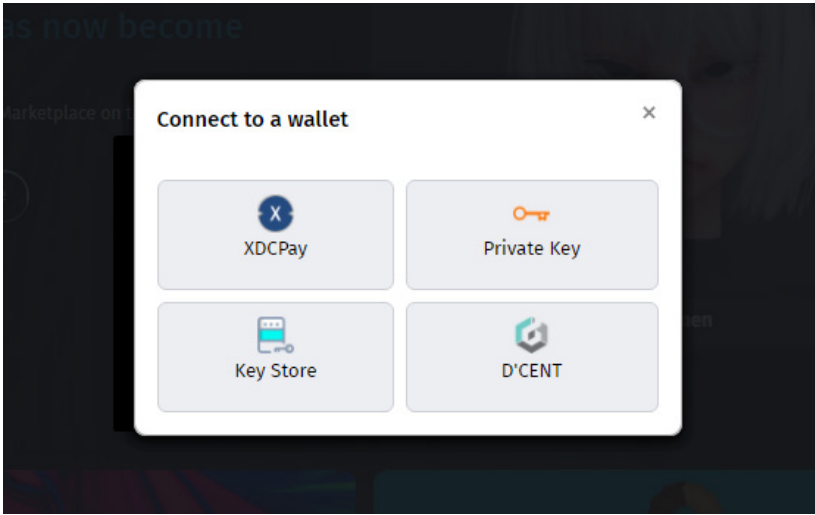 as now become
Marketplace on t
Connect to a wallet
×
X
XDCPay
Private Key
Key Store
D'CENT